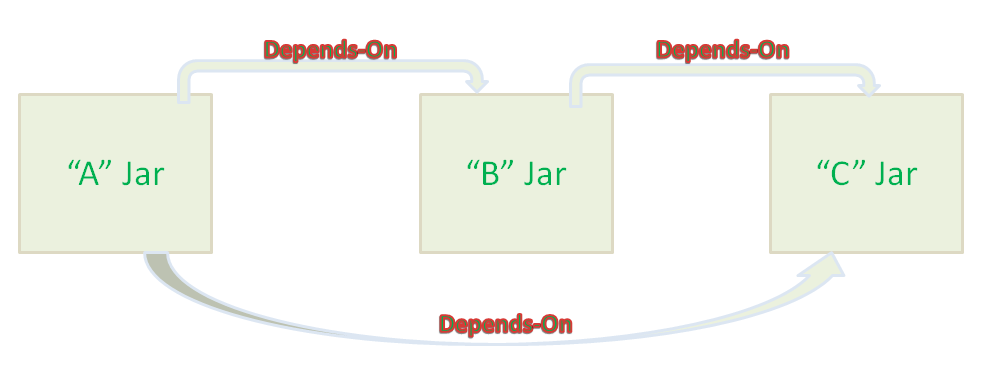 Depends-On
Depends-On
“A” Jar
“B” Jar
“C” Jar
Depends-On